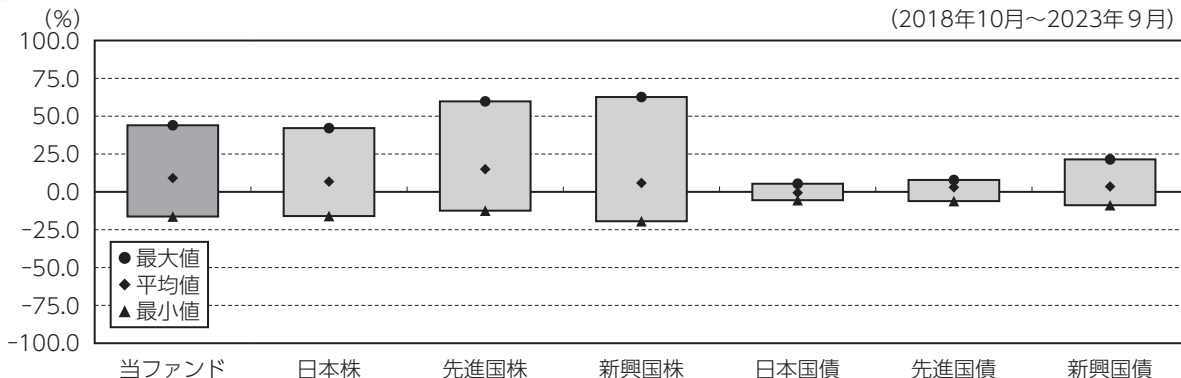 (%)
(2018年10月～2023年9月)
100.0
75.0
50.0
25.0
0.0
-25.0
-50.0
-75.0
-100.0
●最大値
◆平均値
▲最小値
当ファンド 日本株 先進国株 新興国株 日本国債 先進国債 新興国債